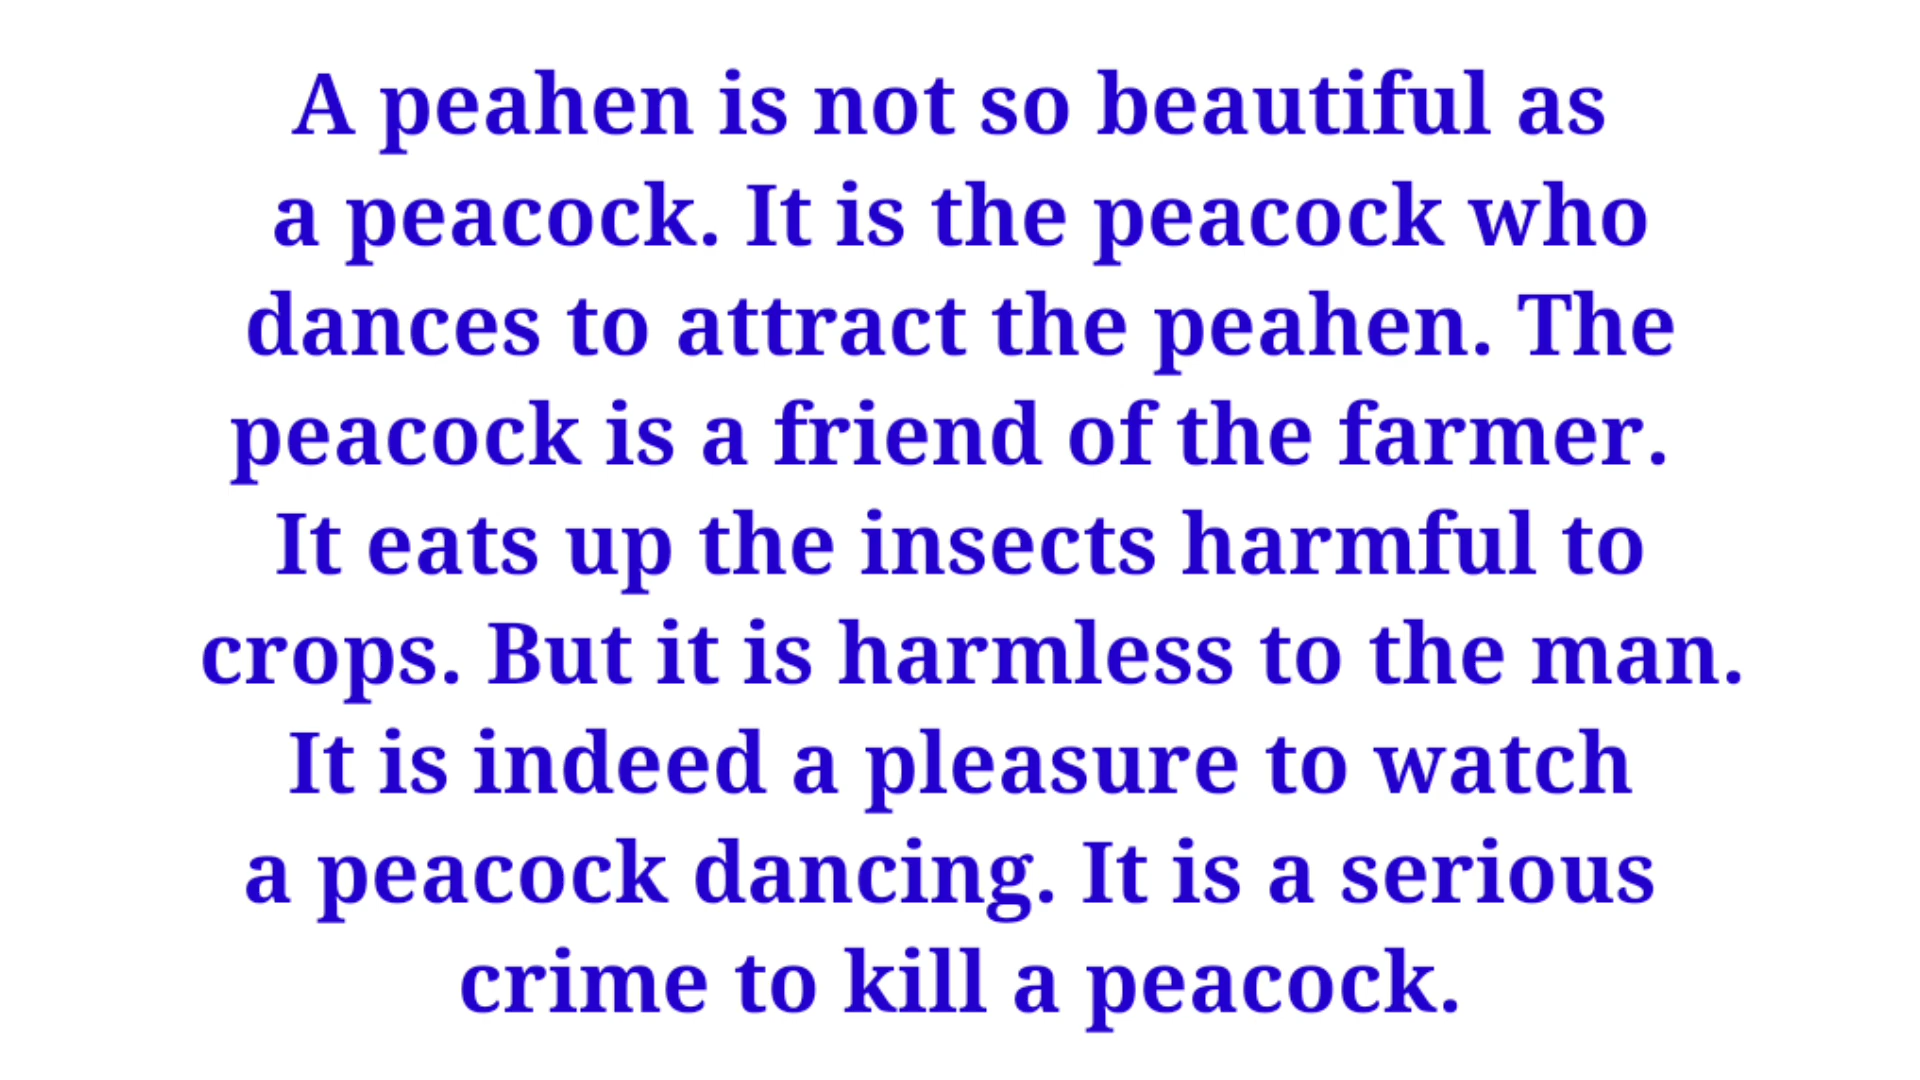 A peahen is not so beautiful as
a peacock. It is the peacock who
dances to attract the peahen. The
peacock is a friend of the farmer.
It eats up the insects harmful to
crops. But it is harmless to the man.
It is indeed a pleasure to watch
a peacock dancing. It is a serious
crime to kill a peacock.